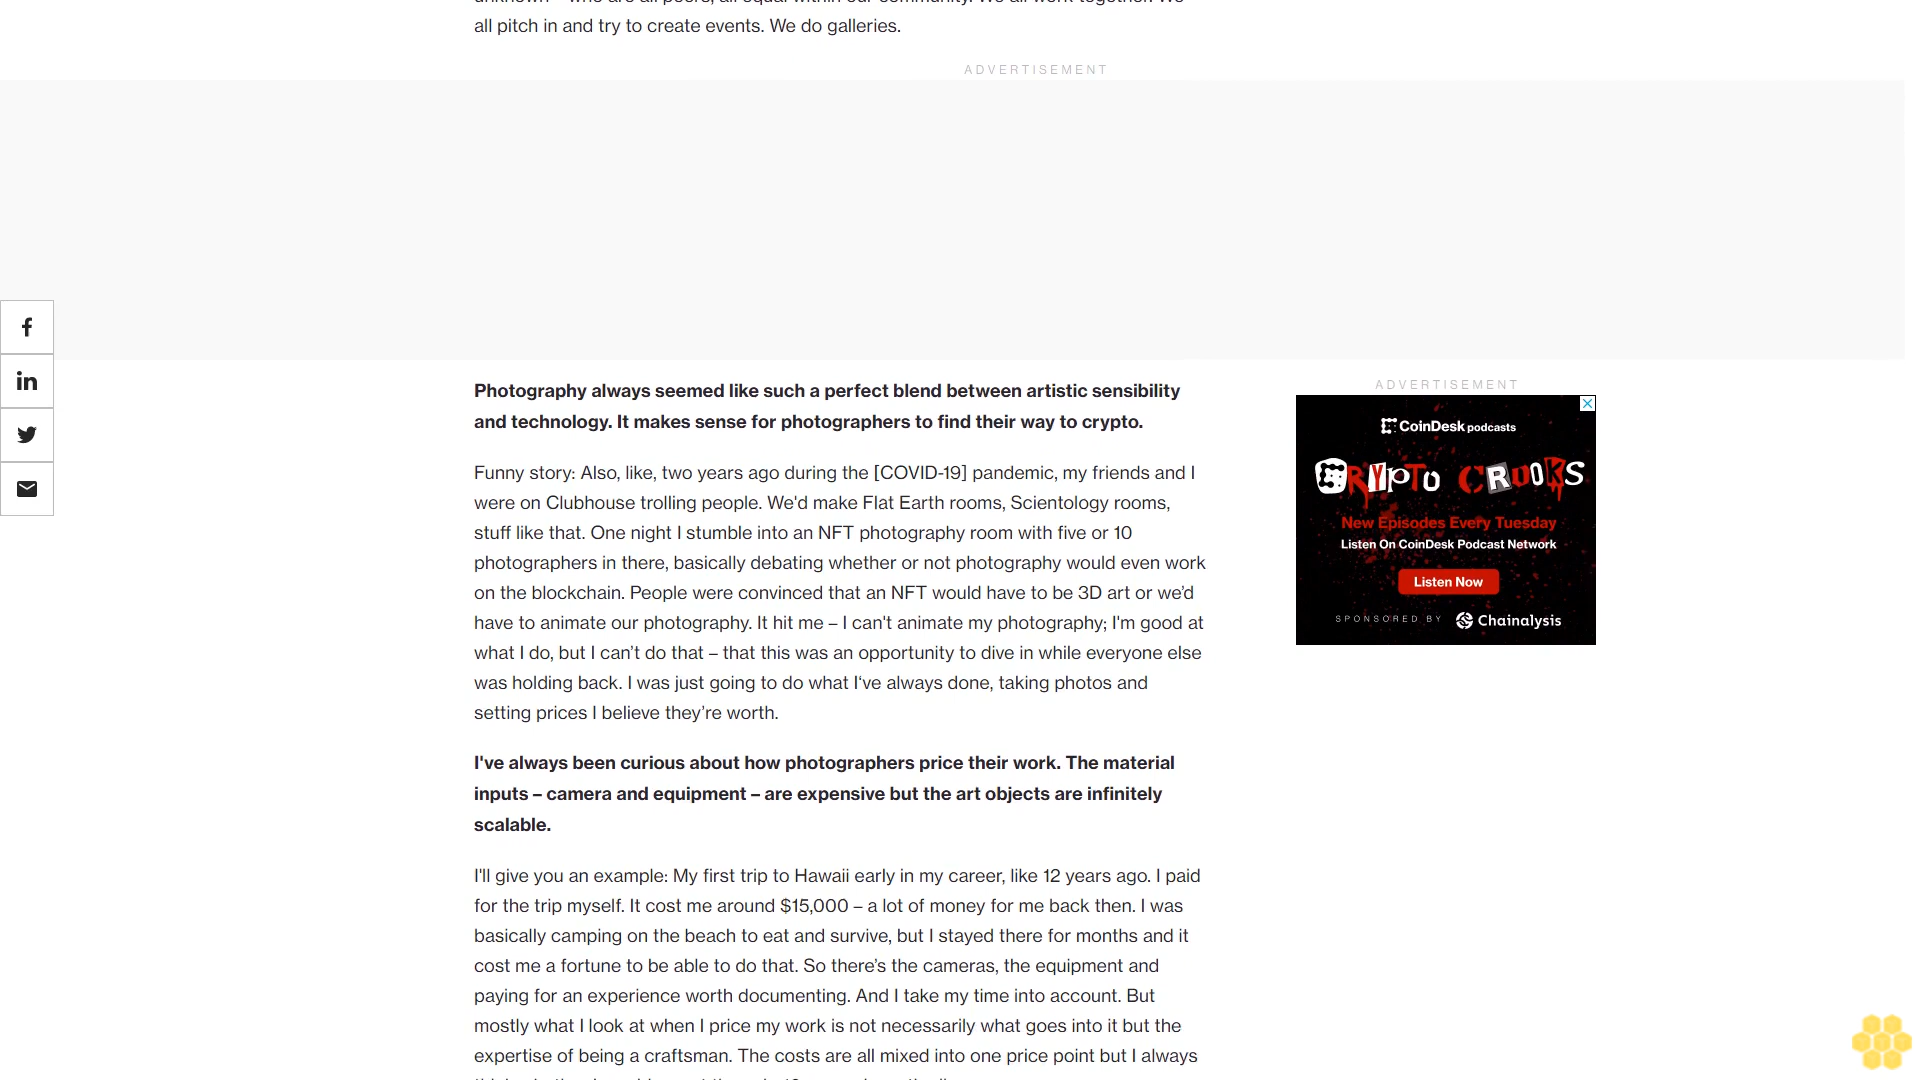 all pitch in and try to create events. We do galleries.
ADVERTISEMENT
Photography always seemed like such a perfect blend between artistic sensibility
and technology. It makes sense for photographers to find their way to crypto.
Funny story: Also, like, two years ago during the [COVID-19] pandemic, my friends and I
were on Clubhouse trolling people. We'd make Flat Earth rooms, Scientology rooms,
stuff like that. One night I stumble into an NFT photography room with five or 10
photographers in there, basically debating whether or not photography would even work
on the blockchain. People were convinced that an NFT would have to be 3D art or we’d
have to animate our photography. It hit me – I can't animate my photography; I'm good at
what I do, but I can’t do that – that this was an opportunity to dive in while everyone else
was holding back. I was just going to do what I‘ve always done, taking photos and
setting prices I believe they’re worth.
I've always been curious about how photographers price their work. The material
inputs – camera and equipment – are expensive but the art objects are infinitely
scalable.
I'll give you an example: My first trip to Hawaii early in my career, like 12 years ago. I paid
for the trip myself. It cost me around $15,000 – a lot of money for me back then. I was
basically camping on the beach to eat and survive, but I stayed there for months and it
cost me a fortune to be able to do that. So there’s the cameras, the equipment and
paying for an experience worth documenting. And I take my time into account. But
mostly what I look at when I price my work is not necessarily what goes into it but the
expertise of being a craftsman. The costs are all mixed into one price point but I always
ADVERTISEMENT
CoinDesk podcasts
CRYPTO CROOKS
New Episodes Every Tuesday
Listen On CoinDesk Podcast Network
Listen Now
SPONSORED BY Chainalysis